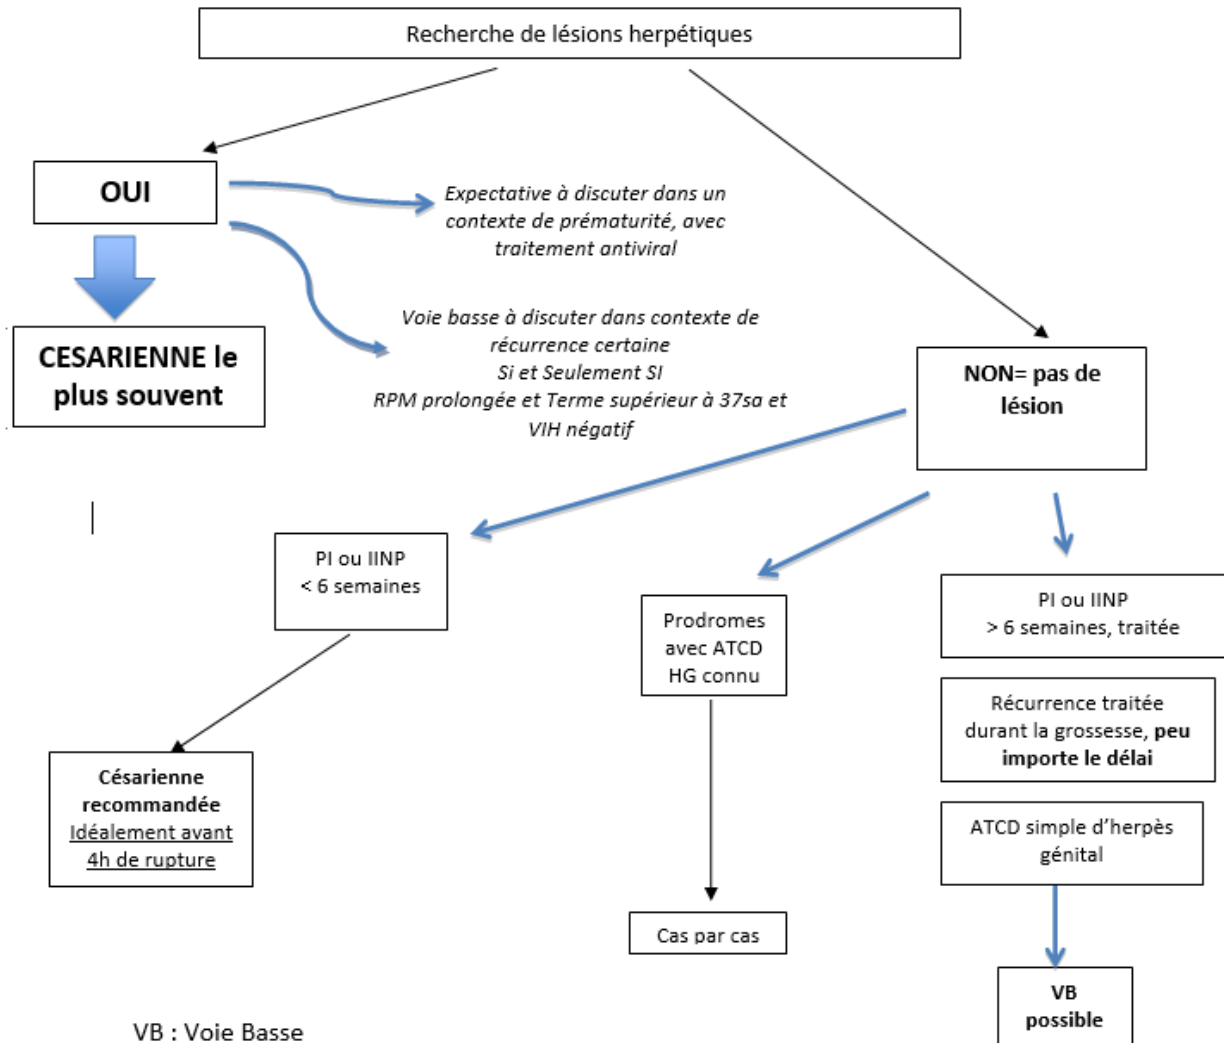 Recherche de lésions herpétiques
OUI
Expectative à discuter dans un
contexte de prématurité, avec
traitement antiviral
CESARIENNE le
plus souvent
Voie basse à discuter dans contexte de
récurrence certaine
Si et Seulement SI
RPM prolongée et Terme supérieur à 37sa et
VIH négatif
NON= pas de
lésion
PI ou IINP
< 6 semaines
Prodromes
avec ATCD
HG connu
PI ou IINP
> 6 semaines, traitée
Récurrence traitée
durant la grossesse, peu
importe le délai
ATCD simple d’herpès
génital
Césarienne
recommandée
Idéalement avant
4h de rupture
Cas par cas
VB
possible
VB : Voie Basse